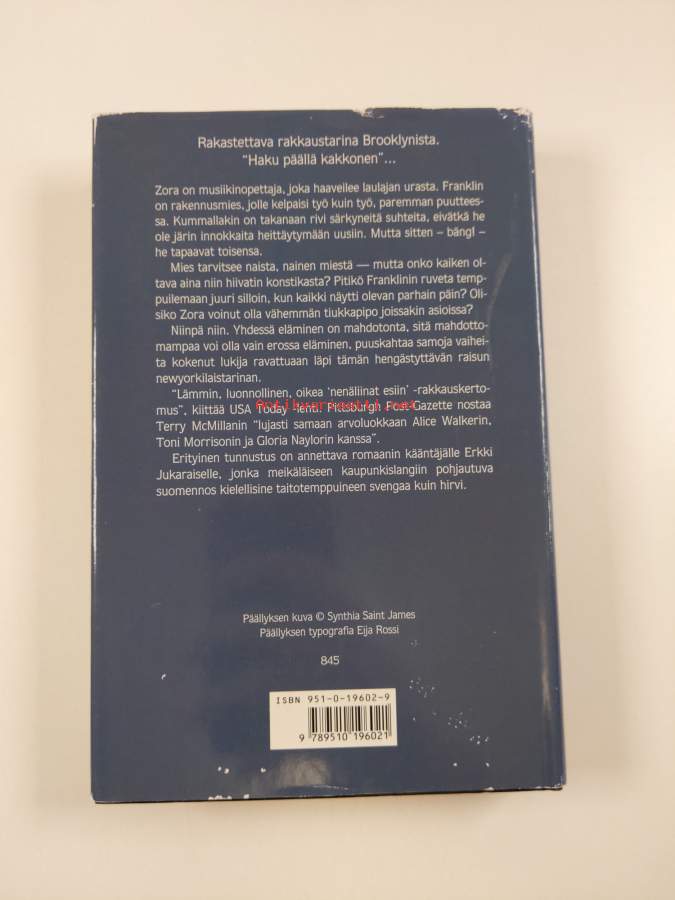 Rakastettava rakkaustarina Brooklynista.
"Haku päällä kakkonen"...
Zora on musiikinopettaja, joka haaveilee laulajan urasta. Franklin
on rakennusmies, jolle kelpaisi työ kuin työ, paremman puuttees-
sa. Kummallakin on takanaan rivi särkyneitä suhteita, eivätkä he
ole järin innokkaita heittäytymään uusiin. Mutta sitten – bäng! –
he tapaavat toisensa.
Mies tarvitsee naista, nainen miestä — mutta onko kaiken ol-
tava aina niin hiivatin konstikasta? Pitikö Franklinin ruveta temp-
puilemaan juuri silloin, kun kaikki näytti olevan parhain päin? Oli-
siko Zora voinut olla vähemmän tiukkapipo joissakin asioissa?
Niinpä niin. Yhdessä eläminen on mahdotonta, sitä mahdotto-
mampaa voi olla vain erossa eläminen, puuskahtaa samoja vaihei-
ta kokenut lukija ravattuaan läpi tämän hengästyttävän raisun
newyorkilaistarinan.
"Lämmin, luonnollinen, oikea 'nenäliinat esiin' -rakkauskerto-
mus", kiittää USA Today -lehti. Pittsburgh Post-Gazette nostaa
Terry McMillanin "lujasti samaan arvoluokkaan Alice Walkerin,
Toni Morrisonin ja Gloria Naylorin kanssa".
Erityinen tunnustus on annettava romaanin kääntäjälle Erkki
Jukaraiselle, jonka meikäläiseen kaupunkislangiin pohjautuva
suomennos kielellisine taitotemppuineen svengaa kuin hirvi.
Päällyksen kuva © Synthia Saint James
Päällyksen typografia Eija Rossi
845
ISBN 951-0-19602-9
9 789510 196021